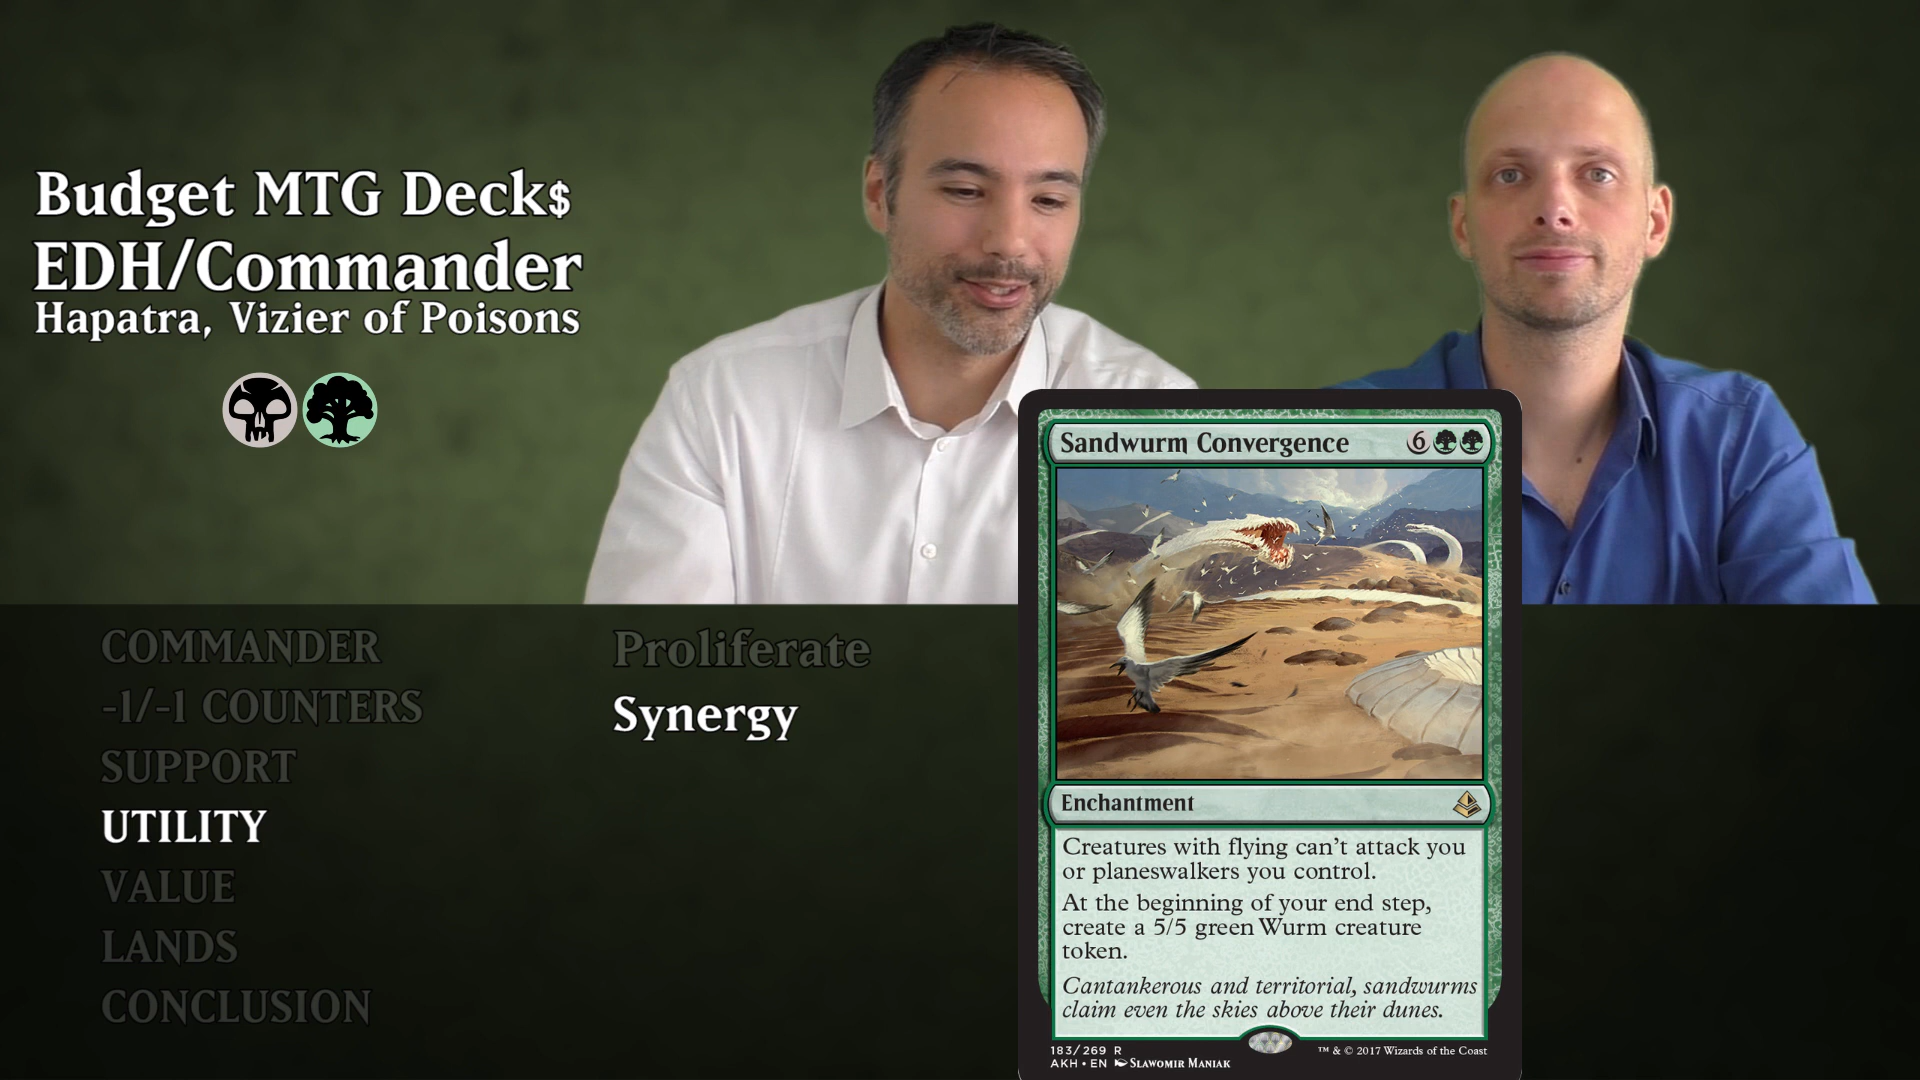 Budget MTG Deck$
EDH/Commander
Hapatra, Vizier of Poisons
COMMANDER
-1/-1 COUNTERS
SUPPORT
UTILITY
VALUE
LANDS
CONCLUSION
Proliferate
Synergy
Sandwurm Convergence 6
Enchantment
Creatures with flying can't attack you
or planeswalkers you control.
At the beginning of your end step,
create a 5/5 green Wurm creature
token.
Cantankerous and territorial, sandwurms
claim even the skies above their dunes.
183/269 R
AKH • EN SLAWOMIR MANIAK
™ & © 2017 Wizards of the Coast